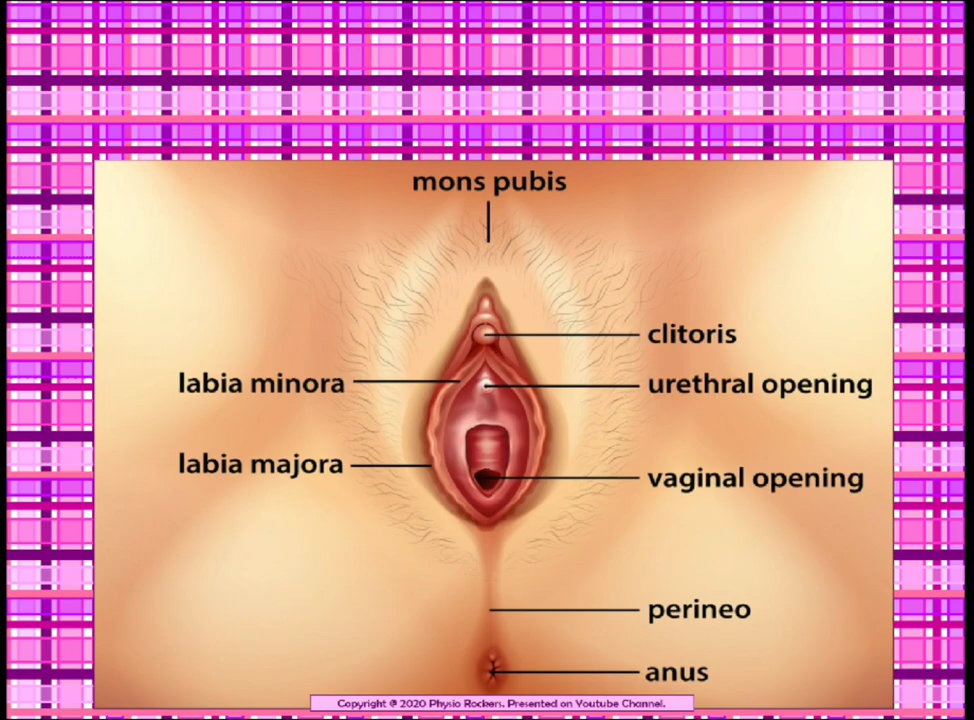 mons pubis
clitoris
labia minora
urethral opening
labia majora
vaginal opening
perineo
anus
Copyright @ 2020 Physio Rockers. Presented on Youtube Channel.